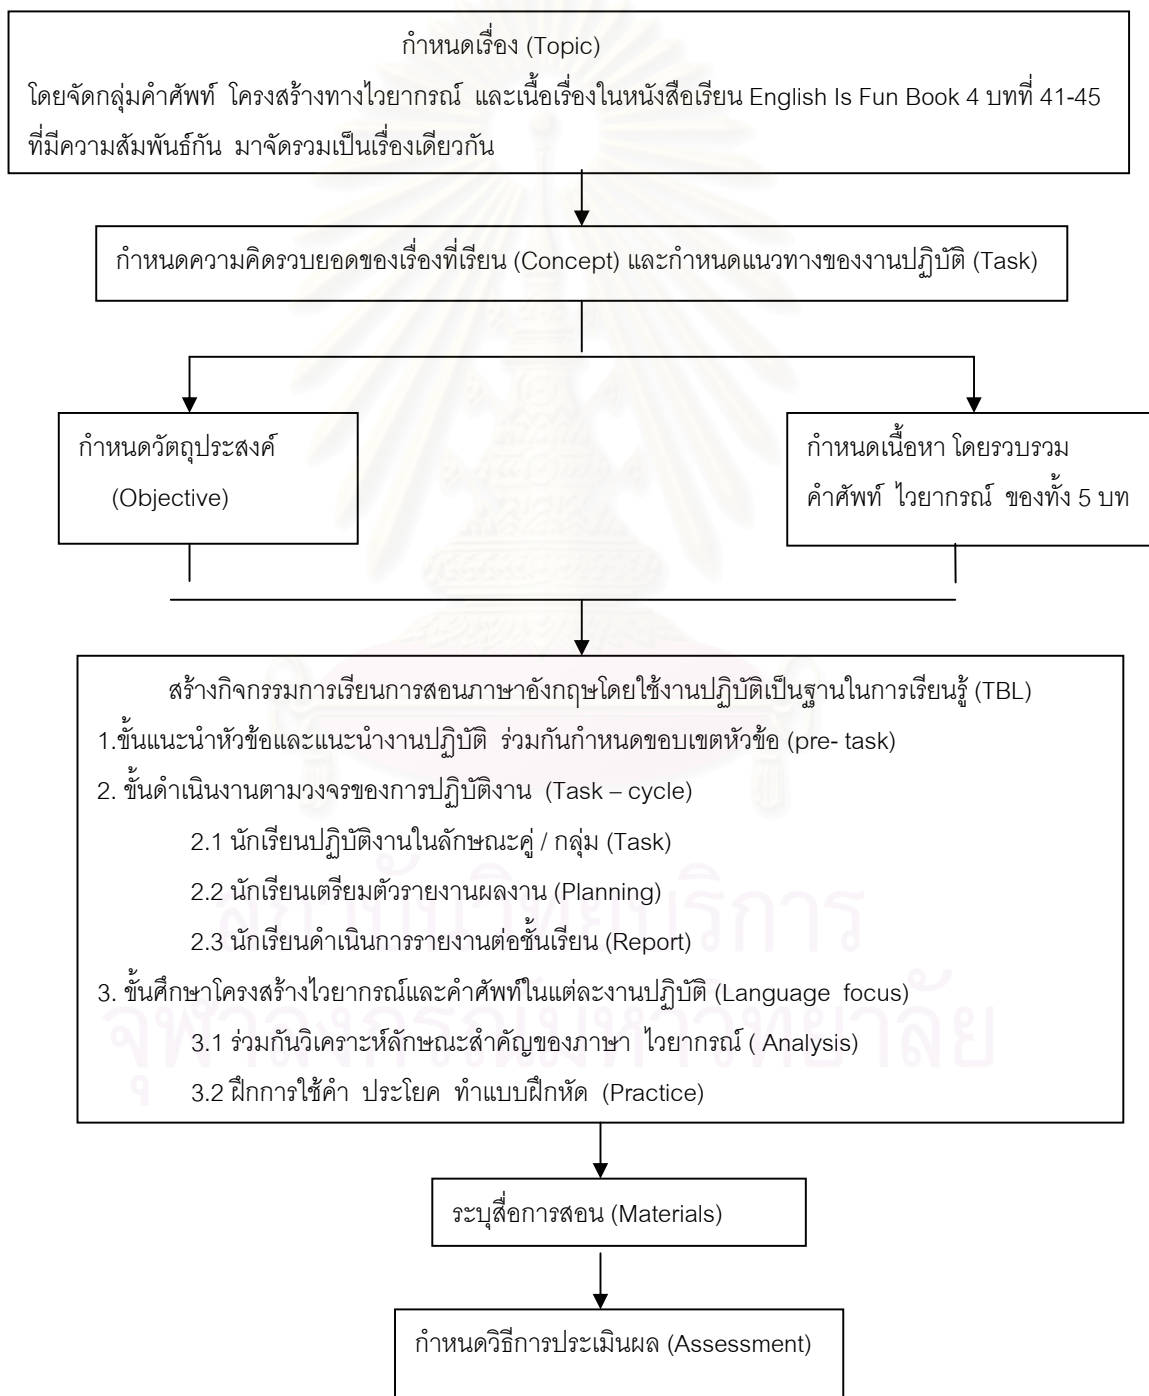 กำหนดเรื่อง (Topic)
โดยจัดกลุ่มคำศัพท์ โครงสร้างทางไวยากรณ์ และเนื้อเรื่องในหนังสือเรียน English Is Fun Book 4 บทที่ 41-45
ที่มีความสัมพันธ์กัน มาจัดรวมเป็นเรื่องเดียวกัน
กำหนดความคิดรวบยอดของเรื่องที่เรียน (Concept) และกำหนดแนวทางของงานปฏิบัติ (Task)
กำหนดวัตถุประสงค์
(Objective)
กำหนดเนื้อหา โดยรวบรวม
คำศัพท์ ไวยากรณ์ ของทั้ง 5 บท
สร้างกิจกรรมการเรียนการสอนภาษาอังกฤษโดยใช้งานปฏิบัติเป็นฐานในการเรียนรู้ (TBL)
1.ขั้นแนะนำหัวข้อและแนะนำงานปฏิบัติ ร่วมกันกำหนดขอบเขตหัวข้อ (pre- task)
2. ขั้นดำเนินงานตามวงจรของการปฏิบัติงาน (Task – cycle)
2.1 นักเรียนปฏิบัติงานในลักษณะคู่ / กลุ่ม (Task)
2.2 นักเรียนเตรียมตัวรายงานผลงาน (Planning)
2.3 นักเรียนดำเนินการรายงานต่อชั้นเรียน (Report)
3. ขั้นศึกษาโครงสร้างไวยากรณ์และคำศัพท์ในแต่ละงานปฏิบัติ (Language focus)
3.1 ร่วมกันวิเคราะห์ลักษณะสำคัญของภาษา ไวยากรณ์ ( Analysis)
3.2 ฝึกการใช้คำ ประโยค ทำแบบฝึกหัด (Practice)
สถาบันวิทยบริการ
จุฬาลงกรณ์มหาวิทยาลัย
ระบุสื่อการสอน (Materials)
กำหนดวิธีการประเมินผล (Assessment)